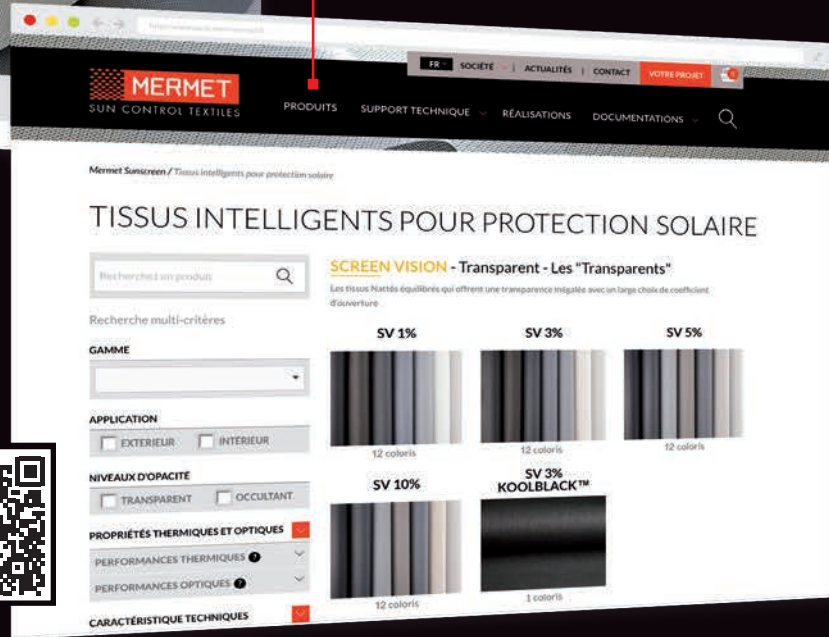 FR SOCIÉTÉ | ACTUALITÉS | CONTACT VOTRE PROJET 0
MERMET
SUN CONTROL TEXTILES
PRODUITS SUPPORT TECHNIQUE RÉALISATIONS DOCUMENTATIONS
Mermet Sunscreen / Tissus intelligents pour protection solaire
TISSUS INTELLIGENTS POUR PROTECTION SOLAIRE
Recherchez un produit
Recherche multi-critères
GAMME
APPLICATION
EXTERIEUR INTÉRIEUR
NIVEAUX D'OPACITÉ
TRANSPARENT OCCULTANT
PROPRIÉTÉS THERMIQUES ET OPTIQUES
PERFORMANCES THERMIQUES ?
PERFORMANCES OPTIQUES ?
CARACTÉRISTIQUE TECHNIQUES
SCREEN VISION - Transparent - Les "Transparents"
Les tissus Nattés équilibrés qui offrent une transparence inégalée avec un large choix de coefficient
d'ouverture
SV 1% SV 3% SV 5%
12 coloris 12 coloris 12 coloris
SV 10% SV 3%
KOOLBLACK™
12 coloris 1 coloris